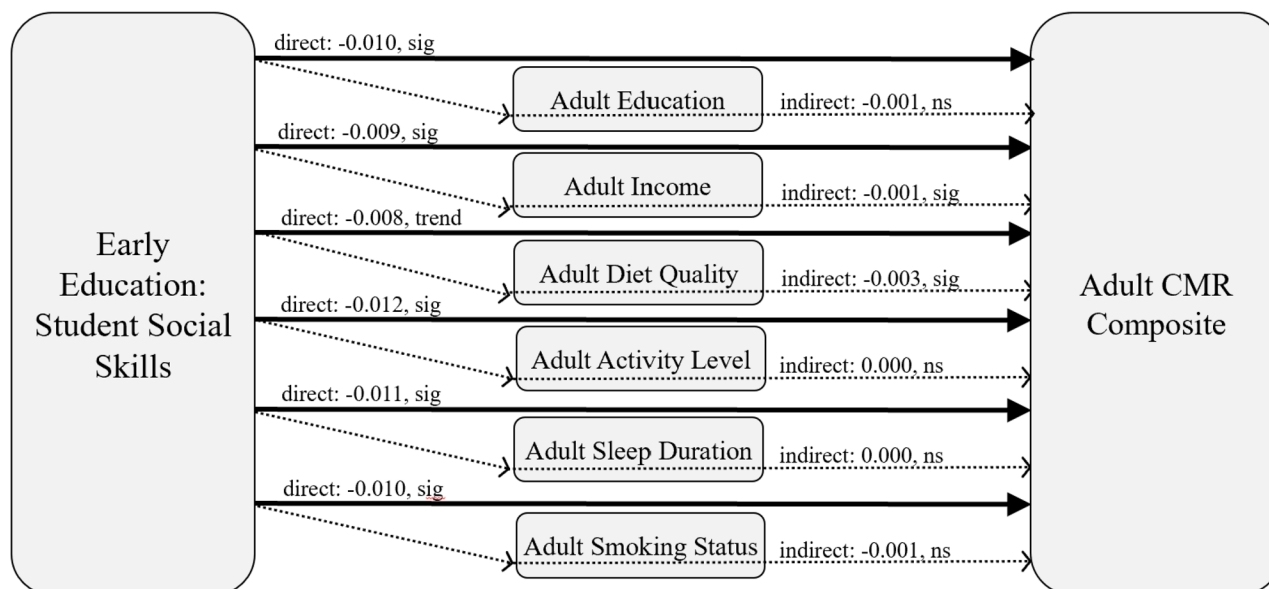 direct: -0.010, sig
Adult Education
indirect: -0.001, ns
direct: -0.009, sig
Adult Income
indirect: -0.001, sig
direct: -0.008, trend
Early
Education:
Student Social
Skills
Adult Diet Quality
indirect: -0.003, sig
Adult CMR
Composite
direct: -0.012, sig
Adult Activity Level
indirect: 0.000, ns
direct: -0.011, sig
Adult Sleep Duration
indirect: 0.000, ns
direct: -0.010, sig
Adult Smoking Status
indirect: -0.001, ns